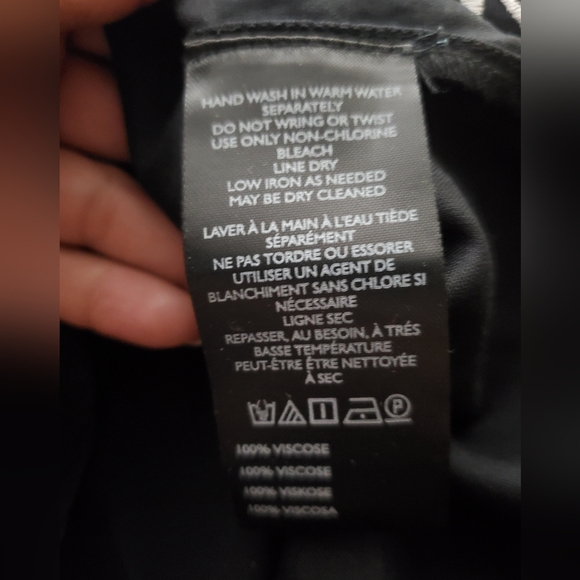 HAND WASH IN WARM WATER
SEPARATELY
DO NOT WRING OR TWIST
USE ONLY NON-CHLORINE
BLEACH
LINE DRY
LOW IRON AS NEEDED
MAY BE DRY CLEANED
LAVER À LA MAIN À L'EAU TIÈDE
SÉPARÉMENT
NE PAS TORDRE OU ESSORER
UTILISER UN AGENT DE
BLANCHIMENT SANS CHLORE SI
NÉCESSAIRE
LIGNE SEC
REPASSER, AU BESOIN, À TRÉS
BASSE TEMPÉRATURE
PEUT-ÊTRE ÊTRE NETTOYÉE
À SEC
P
100% VISCOSE
100% VISCOSE
100% VISKOSE
100% VISCOSA